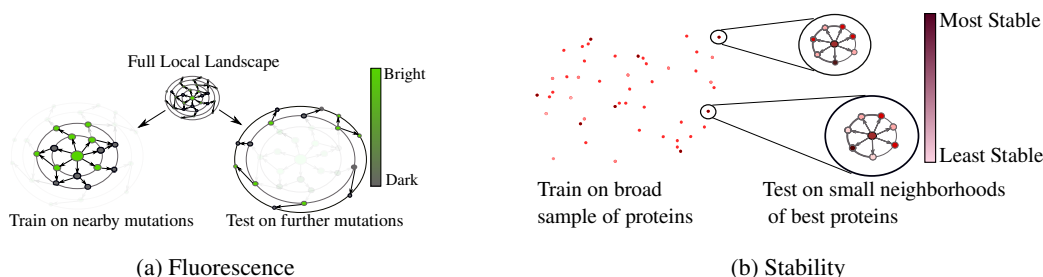 Full Local Landscape
Bright
Dark
Train on nearby mutations
Test on further mutations
(a) Fluorescence
Most Stable
Least Stable
Train on broad
sample of proteins
Test on small neighborhoods
of best proteins
(b) Stability